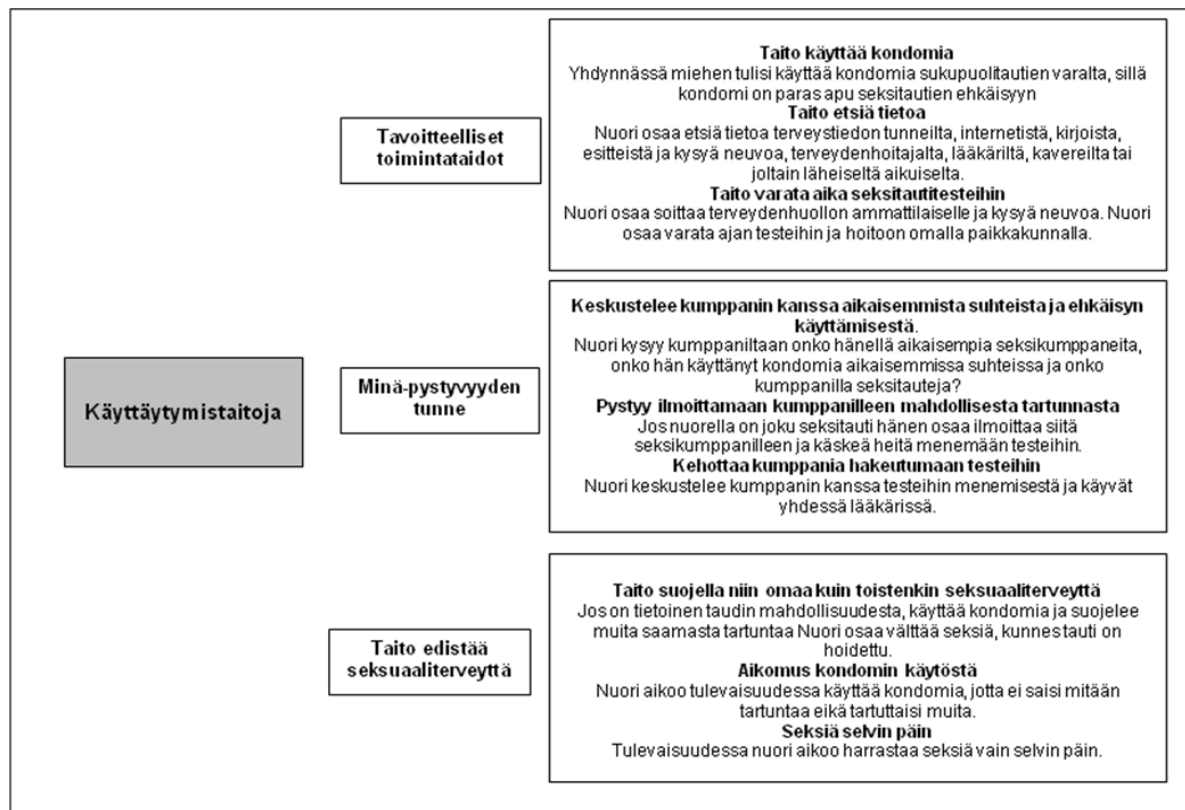 Käyttäytymistaitoja
Tavoitteelliset
toimintataidot
Taito käyttää kondomia
Yhdynnässä miehen tulisi käyttää kondomia sukupuolitautien varalta, sillä
kondomi on paras apu seksitautien ehkäisyyn
Taito etsiä tietoa
Nuori osaa etsiä tietoa terveystiedon tunneilta, internetistä, kirjoista,
esitteistä ja kysyä neuvoa, terveydenhoitajalta, lääkäriltä, kavereilta tai
joltain läheiseltä aikuiselta.
Taito varata aika seksitautitesteihin
Nuori osaa soittaa terveydenhuollon ammattilaiselle ja kysyä neuvoa. Nuori
osaa varata ajan testeihin ja hoitoon omalla paikkakunnalla.
Minä-pystyvyyden
tunne
Keskustelee kumppanin kanssa aikaisemmista suhteista ja ehkäisyn
käyttämisestä.
Nuori kysyy kumppaniltaan onko hänellä aikaisempia seksikumppaneita,
onko hän käyttänyt kondomia aikaisemmissa suhteissa ja onko
kumppanilla seksitauteja?
Pystyy ilmoittamaan kumppanilleen mahdollisesta tartunnasta
Jos nuorella on joku seksitauti hänen osaa ilmoittaa siitä
seksikumppanilleen ja käskeä heitä menemään testeihin.
Kehottaa kumppania hakeutumaan testeihin
Nuori keskustelee kumppanin kanssa testeihin menemisestä ja käyvät
yhdessä lääkärissä.
Taito edistää
seksuaaliterveyttä
Taito suojella niin omaa kuin toistenkin seksuaaliterveyttä
Jos on tietoinen taudin mahdollisuudesta, käyttää kondomia ja suojelee
muita saamasta tartuntaa Nuori osaa välttää seksiä, kunnes tauti on
hoidettu.
Aikomus kondomin käytöstä
Nuori aikoo tulevaisuudessa käyttää kondomia, jotta ei saisi mitään
tartuntaa eikä tartuttaisi muita.
Seksiä selvin päin
Tulevaisuudessa nuori aikoo harrastaa seksiä vain selvin päin.